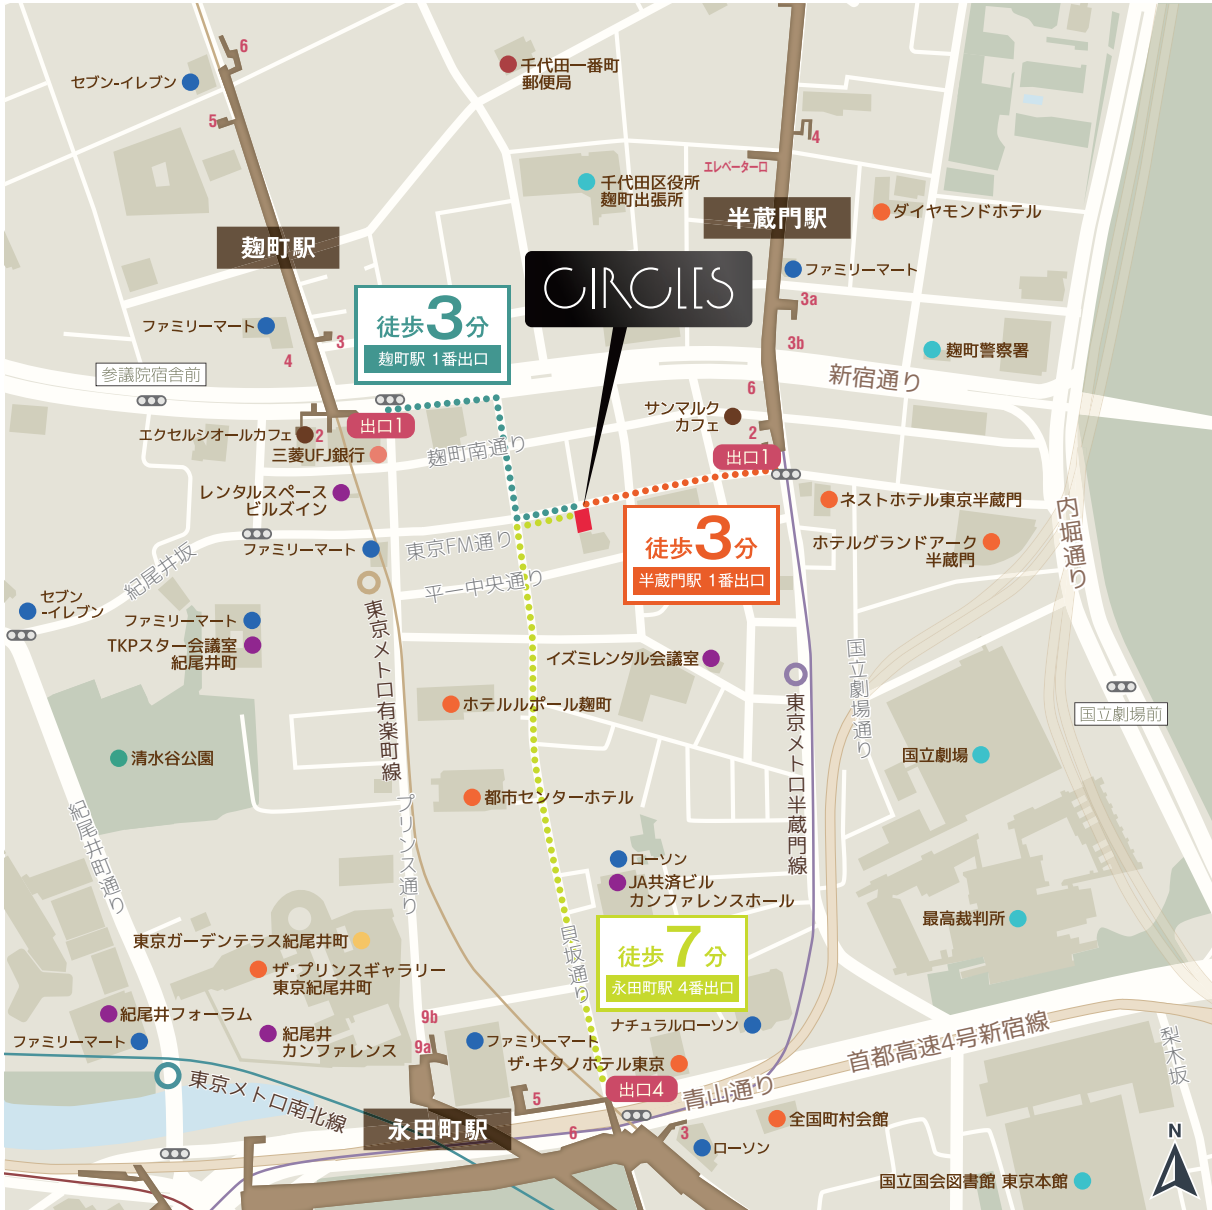 6
セブン-イレブン
千代田一番町
郵便局
5
4
エレベーター口
千代田区役所
麹町出張所
ダイヤモンドホテル
半蔵門駅
麹町駅
CIRCLES
ファミリーマート
3a
徒歩3分
麹町駅 1番出口
ファミリーマート
3
4
3b
麹町警察署
参議院宿舎前
新宿通り
6
サンマルク
カフェ
出口1
エクセルシオールカフェ
2
三菱UFJ銀行
麹町南通り
2
出口1
レンタルスペース
ビルズイン
ネストホテル東京半蔵門
内堀通り
徒歩3分
半蔵門駅 1番出口
ホテルグランドアーク
半蔵門
ファミリーマート
東京FM通り
紀尾井坂
平一中央通り
セブン
-イレブン
ファミリーマート
TKPスター会議室
紀尾井町
東京メトロ有楽町線
イズミレンタル会議室
国立劇場通り
東京メトロ半蔵門線
ホテルルポール麹町
国立劇場前
清水谷公園
国立劇場
都市センターホテル
プリンス通り
紀尾井町通り
ローソン
JA共済ビル
カンファレンスホール
最高裁判所
東京ガーデンテラス紀尾井町
貝坂通り
徒歩7分
永田町駅 4番出口
ザ・プリンスギャラリー
東京紀尾井町
紀尾井フォーラム
9b
ナチュラルローソン
首都高速4号新宿線
紀尾井
カンファレンス
ファミリーマート
9a
ファミリーマート
ザ・キタノホテル東京
梨木坂
東京メトロ南北線
5
出口4
青山通り
永田町駅
6
3
全国町村会館
ローソン
N
国立国会図書館 東京本館